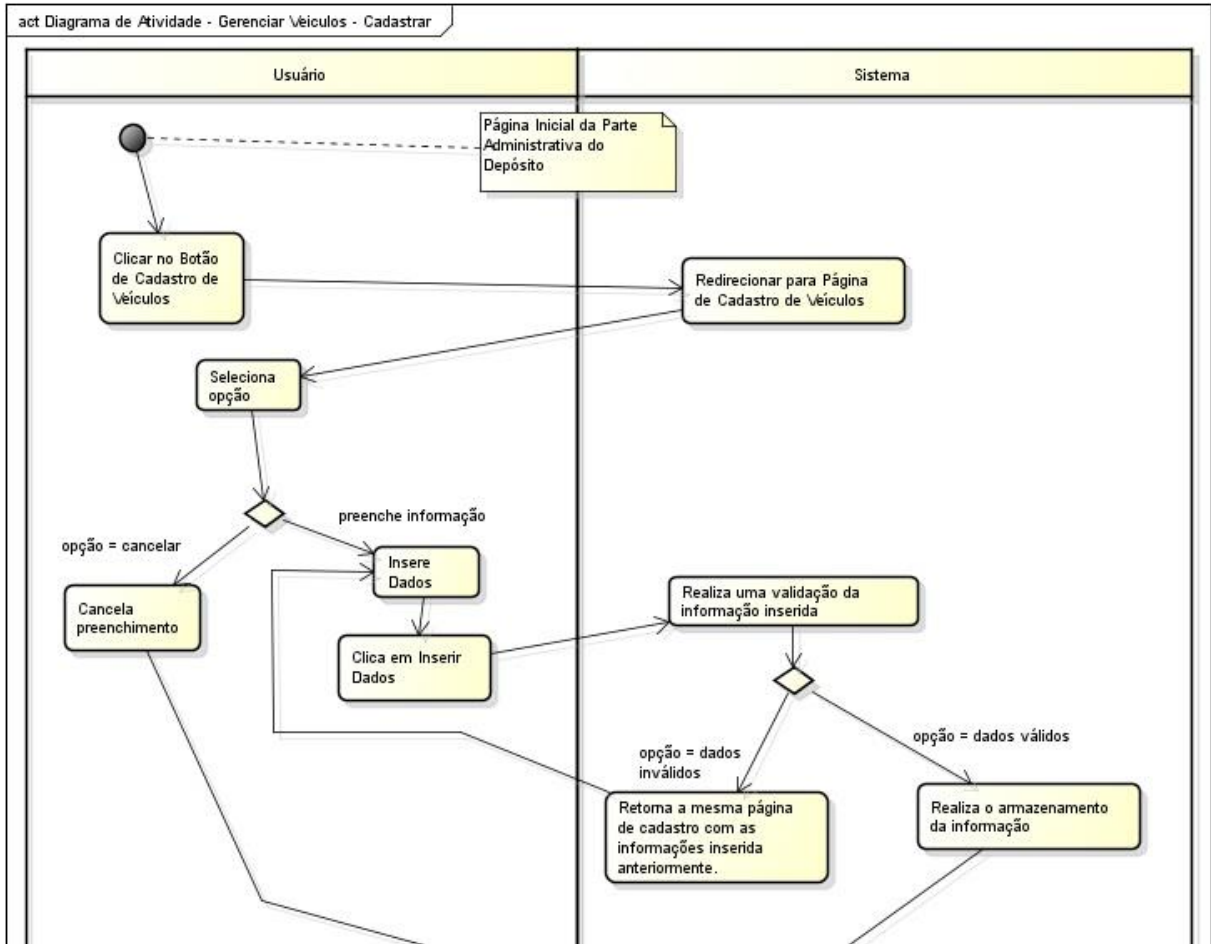 act Diagrama de Atividade - Gerenciar Veiculos - Cadastrar
Usuário
Sistema
Página Inicial da Parte
Administrativa do
Depósito
Clicar no Botão
de Cadastro de
Veículos
Redirecionar para Página
de Cadastro de Veículos
Seleciona
opção
preenche informação
opção = cancelar
Insere
Dados
Cancela
preenchimento
Realiza uma validação da
informação inserida
Clica em Inserir
Dados
opção = dados
inválidos
opção = dados válidos
Retorna a mesma página
de cadastro com as
informações inserida
anteriormente.
Realiza o armazenamento
da informação